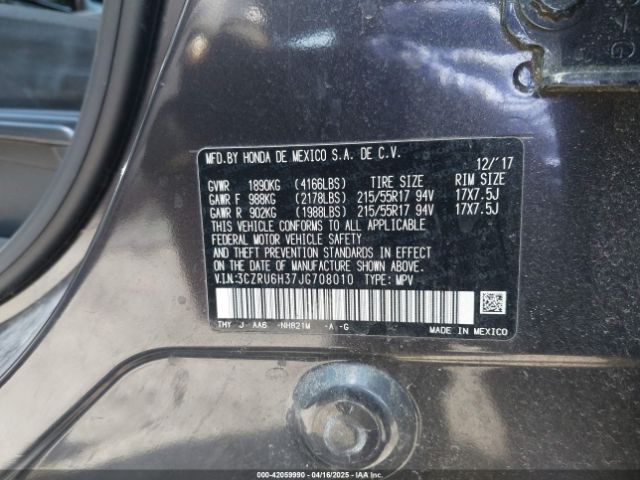 MFD.BY HONDA DE MEXICO S.A. DE C.V.
12/'17
GVWR 1890KG (4166LBS) TIRE SIZE RIM SIZE
GAWR F 988KG (2178LBS) 215/55R17 94V 17X7.5J
GAWR R 902KG (1988LBS) 215/55R17 94V 17X7.5J
THIS VEHICLE CONFORMS TO ALL APPLICABLE
FEDERAL MOTOR VEHICLE SAFETY
AND THEFT PREVENTION STANDARDS IN EFFECT
ON THE DATE OF MANUFACTURE SHOWN ABOVE.
V.I.N:3CZRU6H37JG708010 TYPE: MPV
THY J -AA6 -NH821M -A -G
MADE IN MEXICO
000-42059990 - 04/16/2025 - IAAI.COM